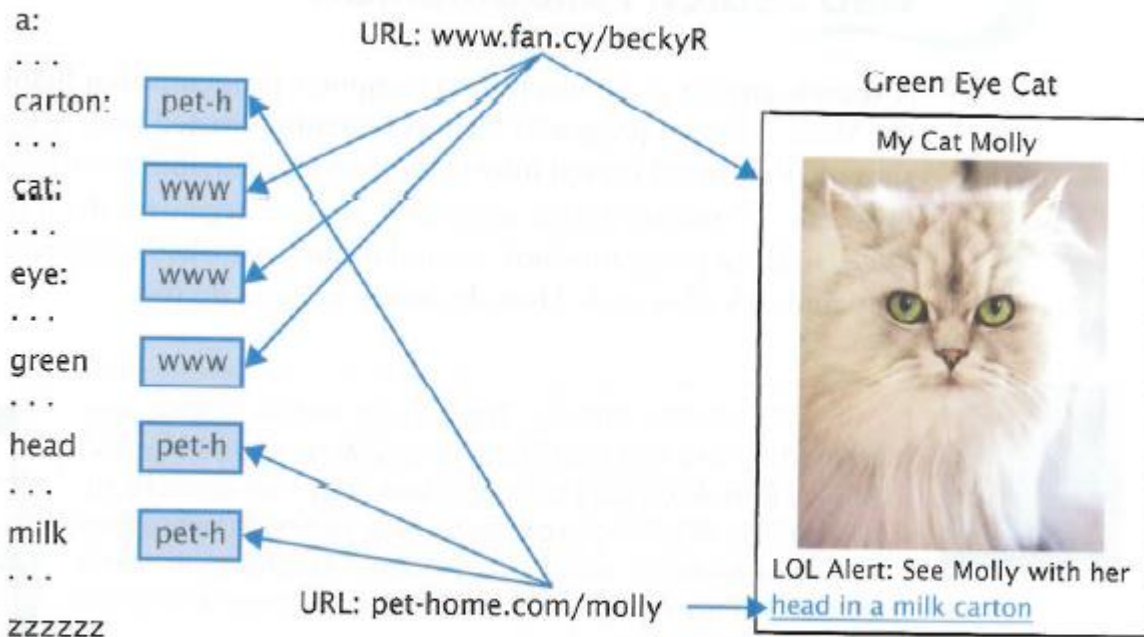 a:
. . .
carton: pet-h
. . .
cat: www
. . .
eye: www
. . .
green www
. . .
head pet-h
. . .
milk pet-h
. . .
zzzzzz
URL: www.fan.cy/beckyR
URL: pet-home.com/molly
Green Eye Cat
My Cat Molly
LOL Alert: See Molly with her
head in a milk carton